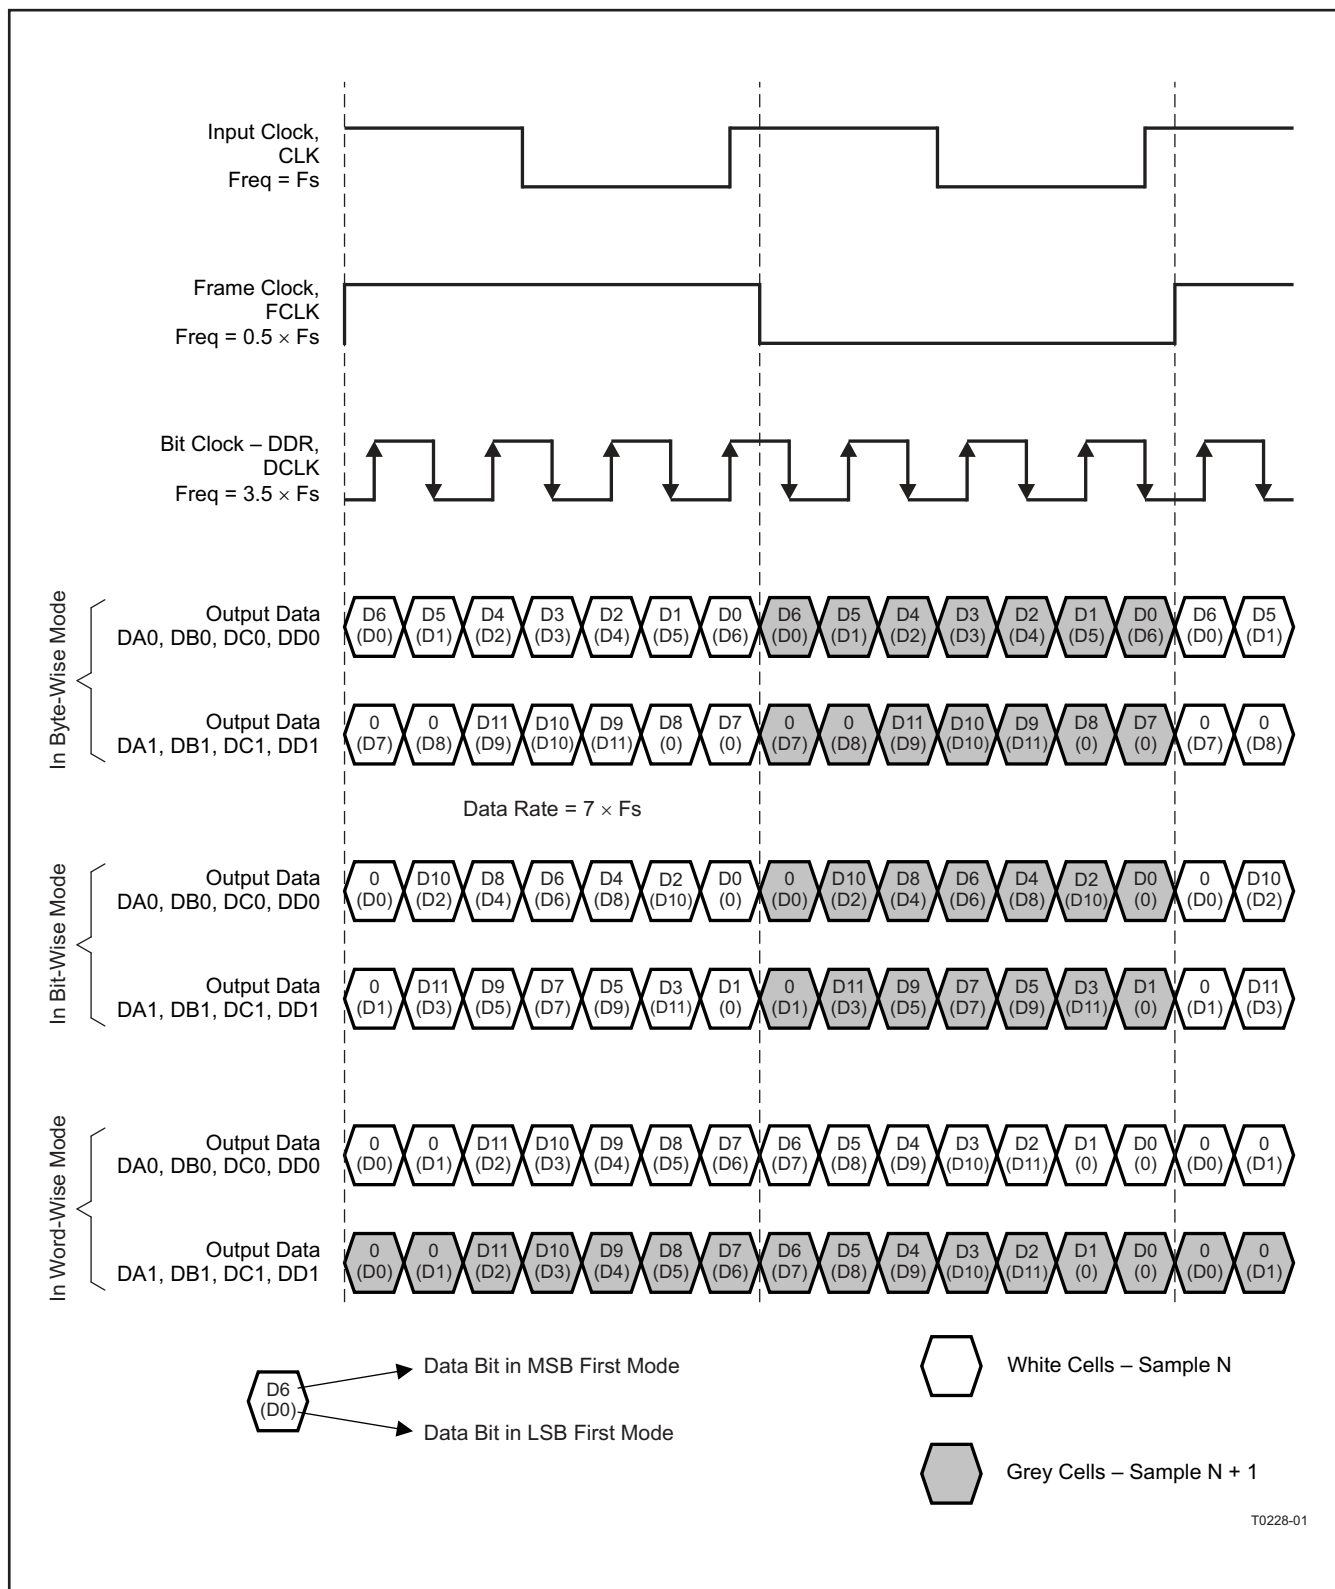 Input Clock,
CLK
Freq = Fs
Frame Clock,
FCLK
Freq = 0.5 × Fs
Bit Clock – DDR,
DCLK
Freq = 3.5 × Fs
In Byte-Wise Mode
Output Data
DA0, DB0, DC0, DD0
D6 D5 D4 D3 D2 D1 D0 D6 D5 D4 D3 D2 D1 D0 D6 D5
(D0) (D1) (D2) (D3) (D4) (D5) (D6) (D0) (D1) (D2) (D3) (D4) (D5) (D6) (D0) (D1)
Output Data
DA1, DB1, DC1, DD1
0 0 D11 D10 D9 D8 D7 0 0 D11 D10 D9 D8 D7 0 0
(D7) (D8) (D9) (D10) (D11) (0) (0) (D7) (D8) (D9) (D10) (D11) (0) (0) (D7) (D8)
Data Rate = 7 × Fs
In Bit-Wise Mode
Output Data
DA0, DB0, DC0, DD0
0 D10 D8 D6 D4 D2 D0 0 D10 D8 D6 D4 D2 D0 0 D10
(D0) (D2) (D4) (D6) (D8) (D10) (0) (D0) (D2) (D4) (D6) (D8) (D10) (0) (D0) (D2)
Output Data
DA1, DB1, DC1, DD1
0 D11 D9 D7 D5 D3 D1 0 D11 D9 D7 D5 D3 D1 0 D11
(D1) (D3) (D5) (D7) (D9) (D11) (0) (D1) (D3) (D5) (D7) (D9) (D11) (0) (D1) (D3)
In Word-Wise Mode
Output Data
DA0, DB0, DC0, DD0
0 0 D11 D10 D9 D8 D7 D6 D5 D4 D3 D2 D1 D0 0 0
(D0) (D1) (D2) (D3) (D4) (D5) (D6) (D7) (D8) (D9) (D10) (D11) (0) (0) (D0) (D1)
Output Data
DA1, DB1, DC1, DD1
0 0 D11 D10 D9 D8 D7 D6 D5 D4 D3 D2 D1 D0 0 0
(D0) (D1) (D2) (D3) (D4) (D5) (D6) (D7) (D8) (D9) (D10) (D11) (0) (0) (D0) (D1)
D6
(D0)
Data Bit in MSB First Mode
Data Bit in LSB First Mode
White Cells – Sample N
Grey Cells – Sample N + 1
T0228-01